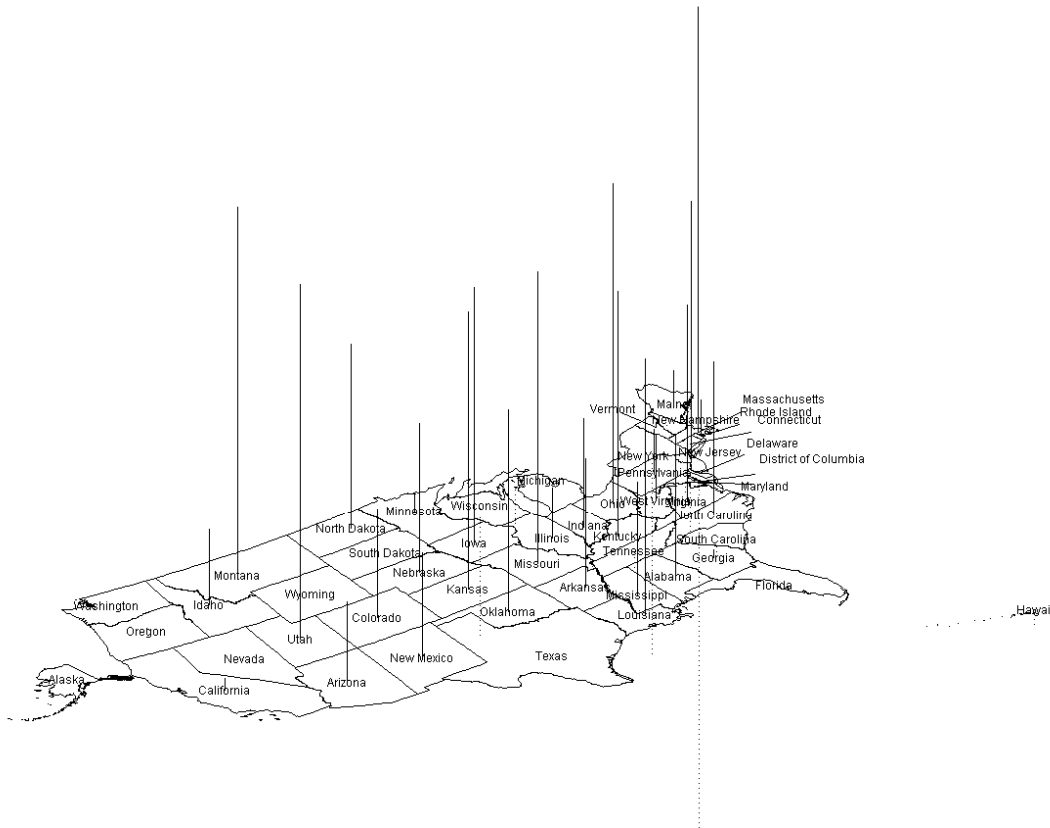 Massachusetts
Vermont
Maine
Rhode Island
New Hampshire
Connecticut
Delaware
New Jersey
New York
District of Columbia
Pennsylvania
Michigan
Maryland
Ohio
West Virginia
Virginia
Wisconsin
Minnesota
North Carolina
North Dakota
Indiana
Illinois
Kentucky
South Carolina
Iowa
South Dakota
Tennessee
Georgia
Missouri
Nebraska
Montana
Alabama
Florida
Kansas
Arkansas
Wyoming
Mississippi
Washington
Idaho
Oklahoma
Louisiana
Hawai
Colorado
Oregon
Utah
Texas
Nevada
New Mexico
Alaska
Arizona
California